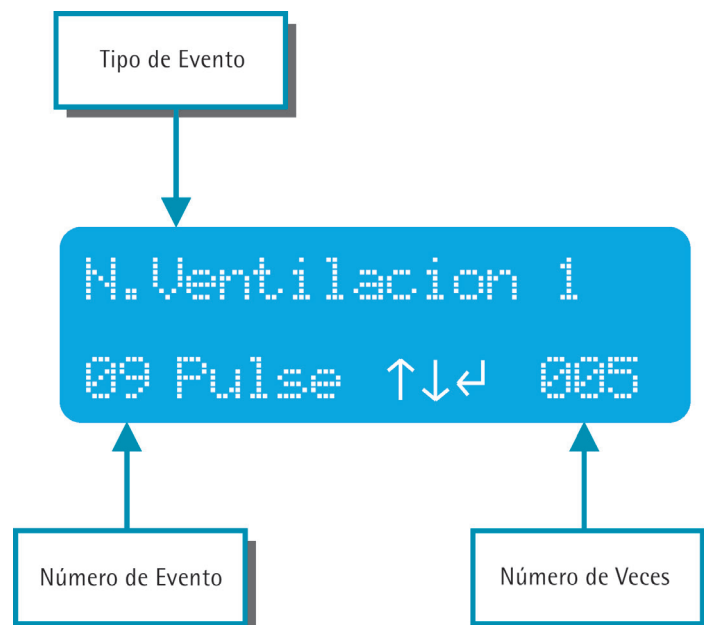 Tipo de Evento
N.Ventilacion 1
09 Pulse ↑↓↵ 005
Número de Evento
Número de Veces